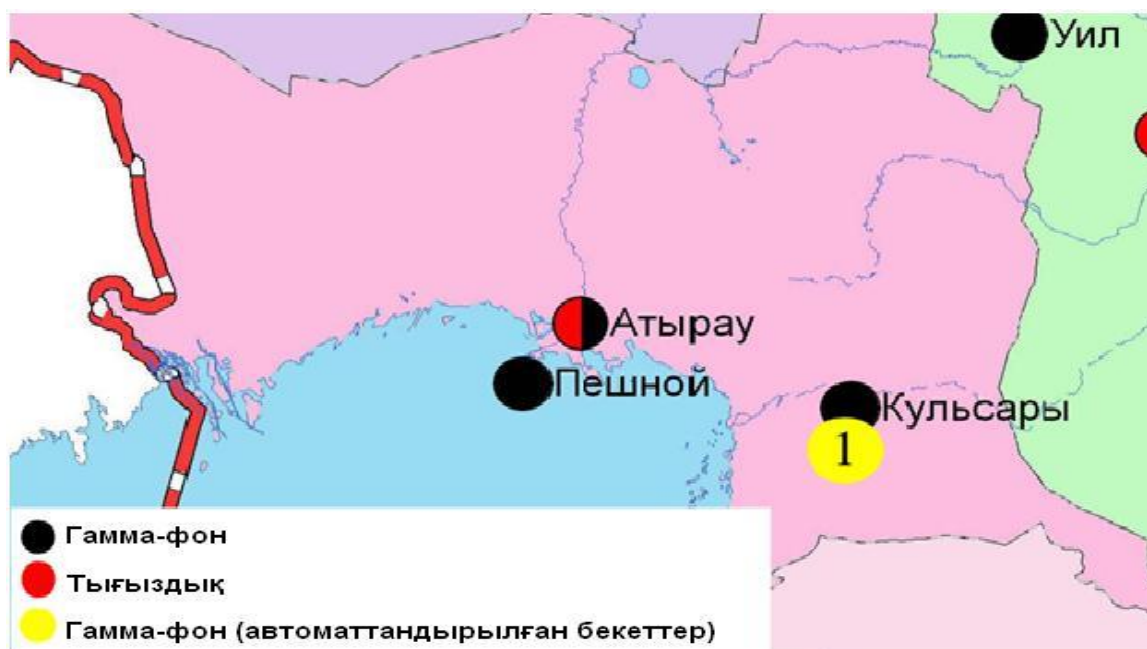 Уил
Атырау
Пешной
Кульсары
1
Гамма-фон
Тығыздық
Гамма-фон (автоматтандырылған бекеттер)